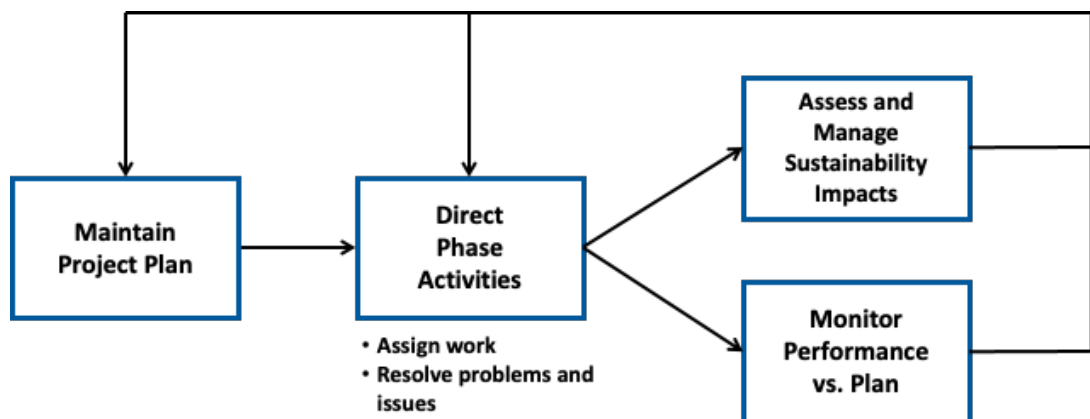 Maintain
Project Plan
Direct
Phase
Activities
• Assign work
• Resolve problems and
issues
Assess and
Manage
Sustainability
Impacts
Monitor
Performance
vs. Plan